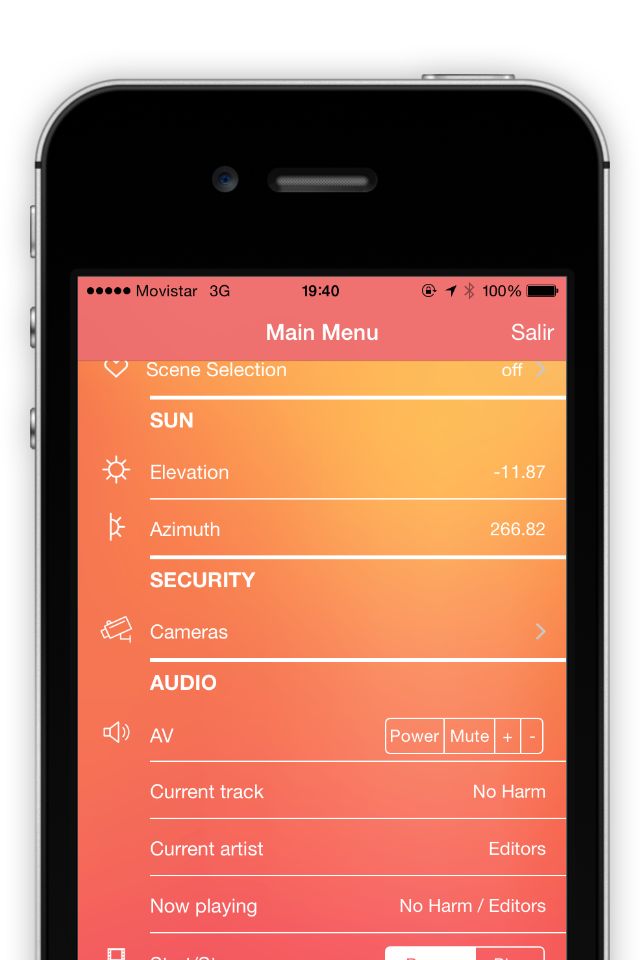 Movistar 3G 19:40 100%
Main Menu Salir
Scene Selection off
SUN
Elevation -11.87
Azimuth 266.82
SECURITY
Cameras
AUDIO
AV Power Mute + -
Current track No Harm
Current artist Editors
Now playing No Harm / Editors